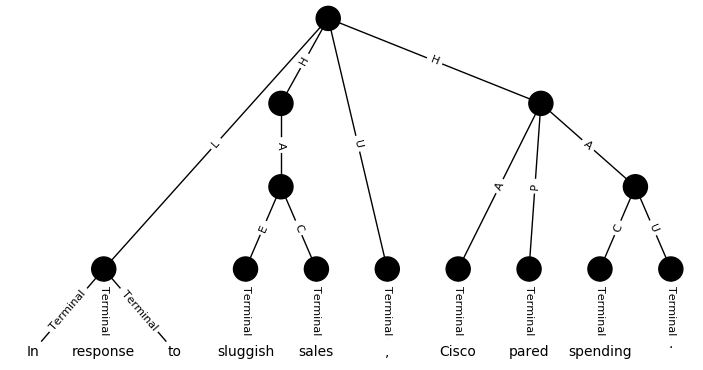 H
H
L
A
U
A
A
P
E
C
C
U
Terminal Terminal Terminal Terminal Terminal Terminal Terminal Terminal Terminal Terminal
In response to sluggish sales , Cisco pared spending .